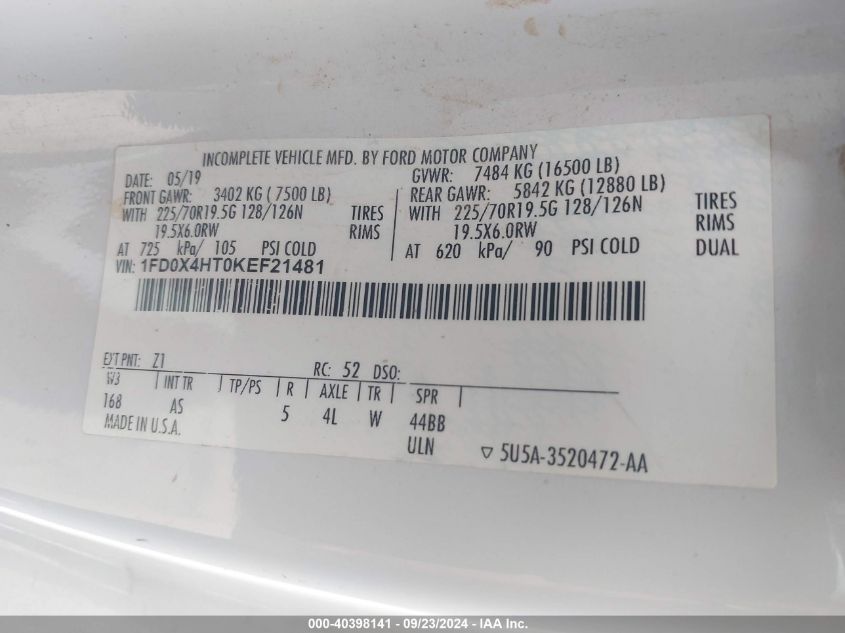 INCOMPLETE VEHICLE MFD. BY FORD MOTOR COMPANY
DATE: 05/19 GVWR: 7484 KG (16500 LB)
FRONT GAWR: 3402 KG (7500 LB) REAR GAWR: 5842 KG (12880 LB)
WITH 225/70R19.5G 128/126N TIRES WITH 225/70R19.5G 128/126N TIRES
19.5X6.0RW RIMS 19.5X6.0RW RIMS
AT 725 kPa/ 105 PSI COLD AT 620 kPa/ 90 PSI COLD DUAL
VIN: 1FD0X4HT0KEF21481
EXT PNT: Z1 RC: 52 DSO:
WB INT TR TP/PS R AXLE TR SPR
168 AS 5 4L W 44BB
MADE IN U.S.A. ULN ▽ 5U5A-3520472-AA
000-40398141 - 09/23/2024 - IAA Inc.